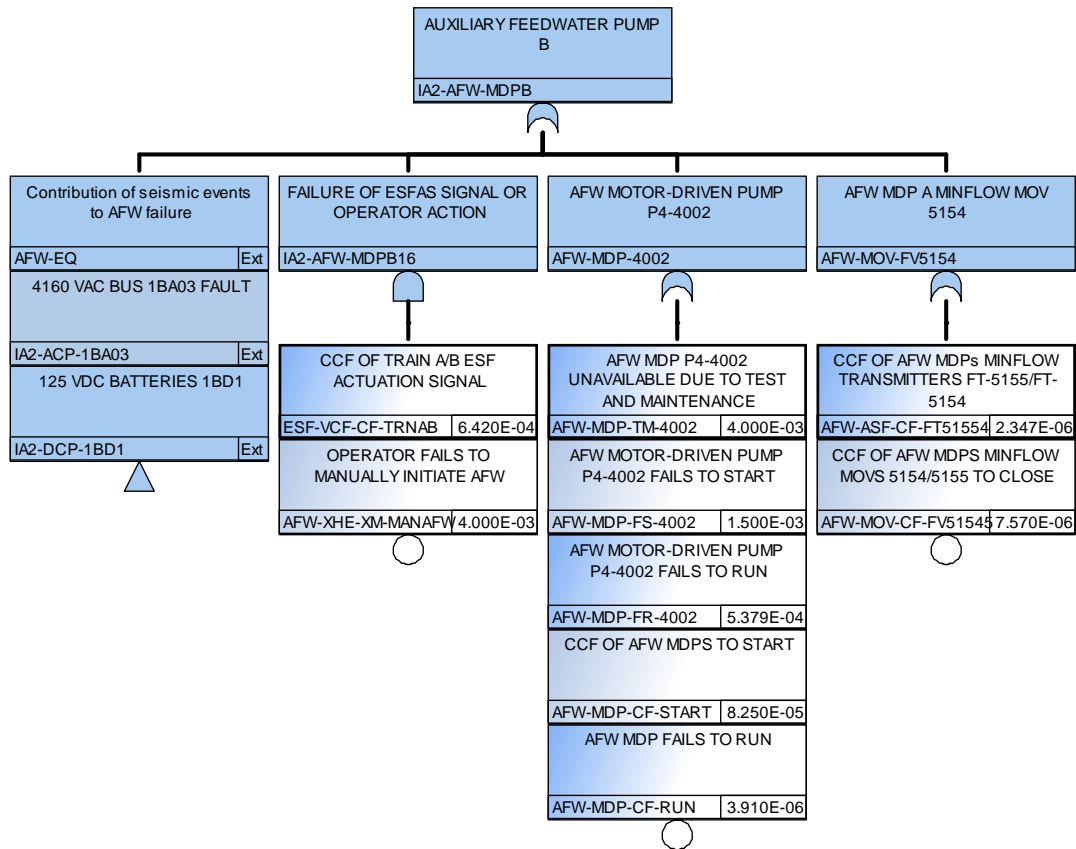 AUXILIARY FEEDWATER PUMP
B
IA2-AFW-MDPB
Contribution of seismic events
to AFW failure
AFW-EQ Ext
4160 VAC BUS 1BA03 FAULT
IA2-ACP-1BA03 Ext
125 VDC BATTERIES 1BD1
IA2-DCP-1BD1 Ext
FAILURE OF ESFAS SIGNAL OR
OPERATOR ACTION
IA2-AFW-MDPB16
CCF OF TRAIN A/B ESF
ACTUATION SIGNAL
ESF-VCF-CF-TRNAB 6.420E-04
OPERATOR FAILS TO
MANUALLY INITIATE AFW
AFW-XHE-XM-MANAFW 4.000E-03
AFW MOTOR-DRIVEN PUMP
P4-4002
AFW-MDP-4002
AFW MDP P4-4002
UNAVAILABLE DUE TO TEST
AND MAINTENANCE
AFW-MDP-TM-4002 4.000E-03
AFW MOTOR-DRIVEN PUMP
P4-4002 FAILS TO START
AFW-MDP-FS-4002 1.500E-03
AFW MOTOR-DRIVEN PUMP
P4-4002 FAILS TO RUN
AFW-MDP-FR-4002 5.379E-04
CCF OF AFW MDPS TO START
AFW-MDP-CF-START 8.250E-05
AFW MDP FAILS TO RUN
AFW-MDP-CF-RUN 3.910E-06
AFW MDP A MINFLOW MOV
5154
AFW-MOV-FV5154
CCF OF AFW MDPs MINFLOW
TRANSMITTERS FT-5155/FT-
5154
AFW-ASF-CF-FT51554 2.347E-06
CCF OF AFW MDPS MINFLOW
MOVS 5154/5155 TO CLOSE
AFW-MOV-CF-FV51545 7.570E-06